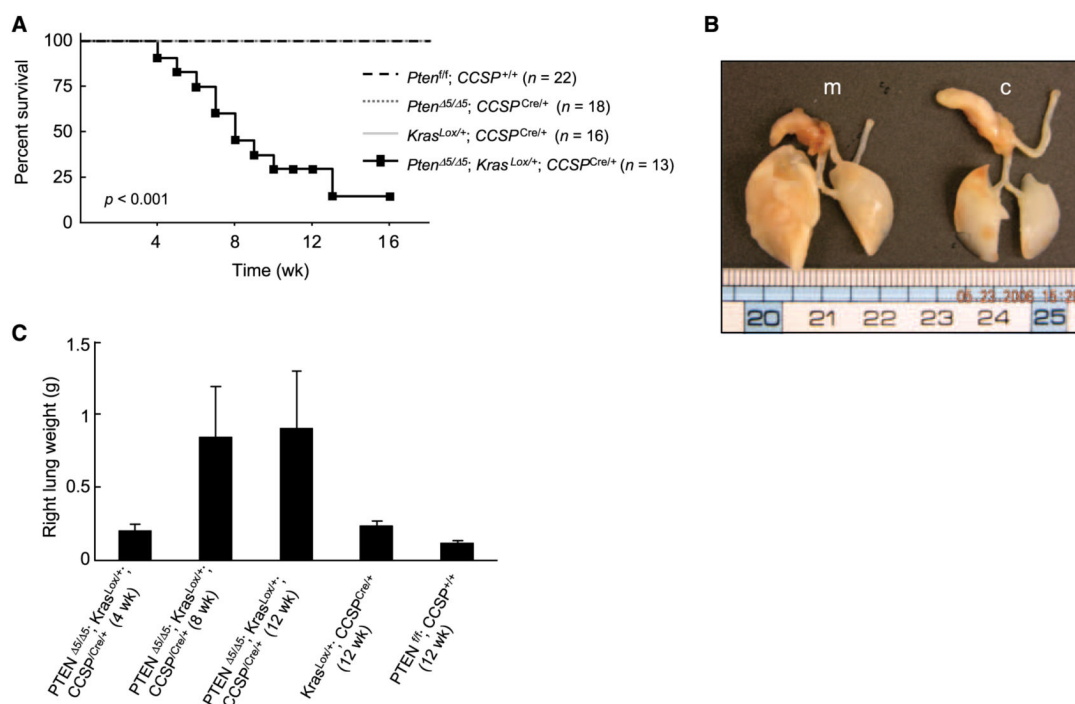 A
Percent survival
100
75
50
25
0
4
8
12
16
Time (wk)
p < 0.001
Pten^f/f; CCSP^+/+ (n = 22)
Pten^Δ5/Δ5; CCSP^Cre/+ (n = 18)
Kras^Lox/+; CCSP^Cre/+ (n = 16)
Pten^Δ5/Δ5; Kras^Lox/+; CCSP^Cre/+ (n = 13)
B
m
c
05.23.2008
20 21 22 23 24 25
C
Right lung weight (g)
1.5
1
0.5
0
PTEN ^Δ5/Δ5; Kras^Lox/+;
CCSP^/Cre/+ (4 wk)
PTEN ^Δ5/Δ5; Kras^Lox/+;
CCSP^/Cre/+ (8 wk)
PTEN ^Δ5/Δ5; Kras^Lox/+;
CCSP^/Cre/+ (12 wk)
Kras^Lox/+; CCSP^Cre/+
(12 wk)
PTEN ^f/f; CCSP^+/+
(12 wk)